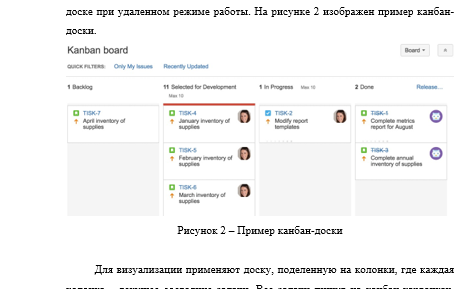 доске при удаленном режиме работы. На рисунке 2 изображен пример канбан-
доски.
Kanban board
Board
QUICK FILTERS: Only My Issues Recently Updated
1 Backlog
11 Selected for Development
Max 10
1 In Progress Max 10
2 Done
Release...
TISK-7
April inventory of
supplies
TISK-4
January inventory of
supplies
TISK-5
February inventory of
supplies
TISK-6
March inventory of
supplies
TISK-2
Modify report
templates
TISK-1
Complete metrics
report for August
TISK-3
Complete annual
inventory of supplies
Рисунок 2 – Пример канбан-доски
Для визуализации применяют доску, поделенную на колонки, где каждая